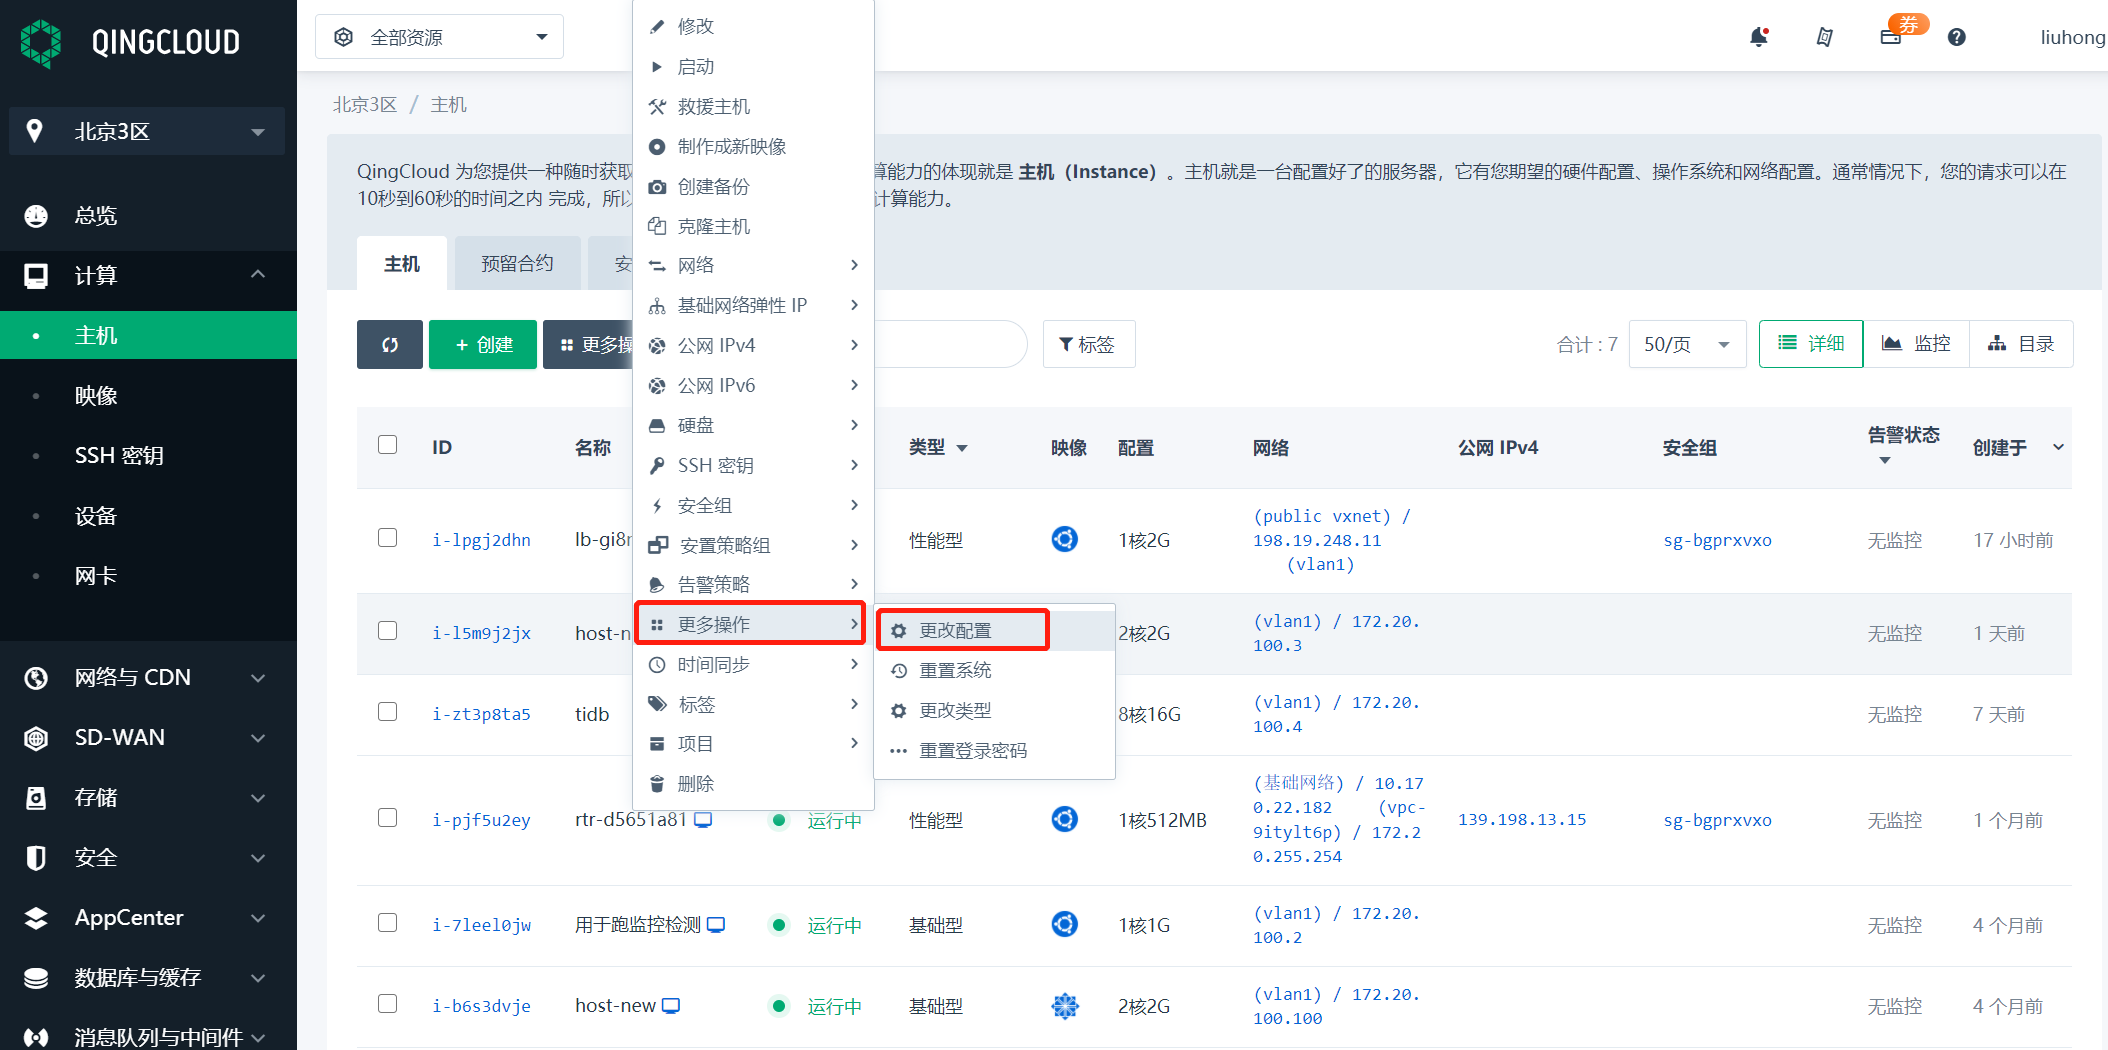 QINGCLOUD
全部资源
券
liuhong
北京3区
总览
计算
主机
映像
SSH 密钥
设备
网卡
网络与 CDN
SD-WAN
存储
安全
AppCenter
数据库与缓存
消息队列与中间件
北京3区 / 主机
QingCloud 为您提供一种随时获取
算能力的体现就是 主机（Instance）。主机就是一台配置好了的服务器，它有您期望的硬件配置、操作系统和网络配置。通常情况下，您的请求可以在
10秒到60秒的时间之内 完成，所以
计算能力。
主机
预留合约
安
+ 创建
更多操
标签
合计 : 7
50/页
详细
监控
目录
修改
启动
救援主机
制作成新映像
创建备份
克隆主机
网络
基础网络弹性 IP
公网 IPv4
公网 IPv6
硬盘
SSH 密钥
安全组
安置策略组
告警策略
更多操作
时间同步
标签
项目
删除
更改配置
重置系统
更改类型
重置登录密码
ID 名称 类型 映像 配置 网络 公网 IPv4 安全组 告警状态 创建于
i-lpgj2dhn lb-gi8r 性能型 1核2G (public vxnet) / sg-bgprxvxo 无监控 17 小时前
198.19.248.11
(vlan1)
i-l5m9j2jx host-n 2核2G (vlan1) / 172.20. 无监控 1 天前
100.3
i-zt3p8ta5 tidb 8核16G (vlan1) / 172.20. 无监控 7 天前
100.4
i-pjf5u2ey rtr-d5651a81 运行中 性能型 1核512MB (基础网络) / 10.17 139.198.13.15 sg-bgprxvxo 无监控 1 个月前
0.22.182 (vpc-
9itylt6p) / 172.2
0.255.254
i-7leel0jw 用于跑监控检测 运行中 基础型 1核1G (vlan1) / 172.20. 无监控 4 个月前
100.2
i-b6s3dvje host-new 运行中 基础型 2核2G (vlan1) / 172.20. 无监控 4 个月前
100.100